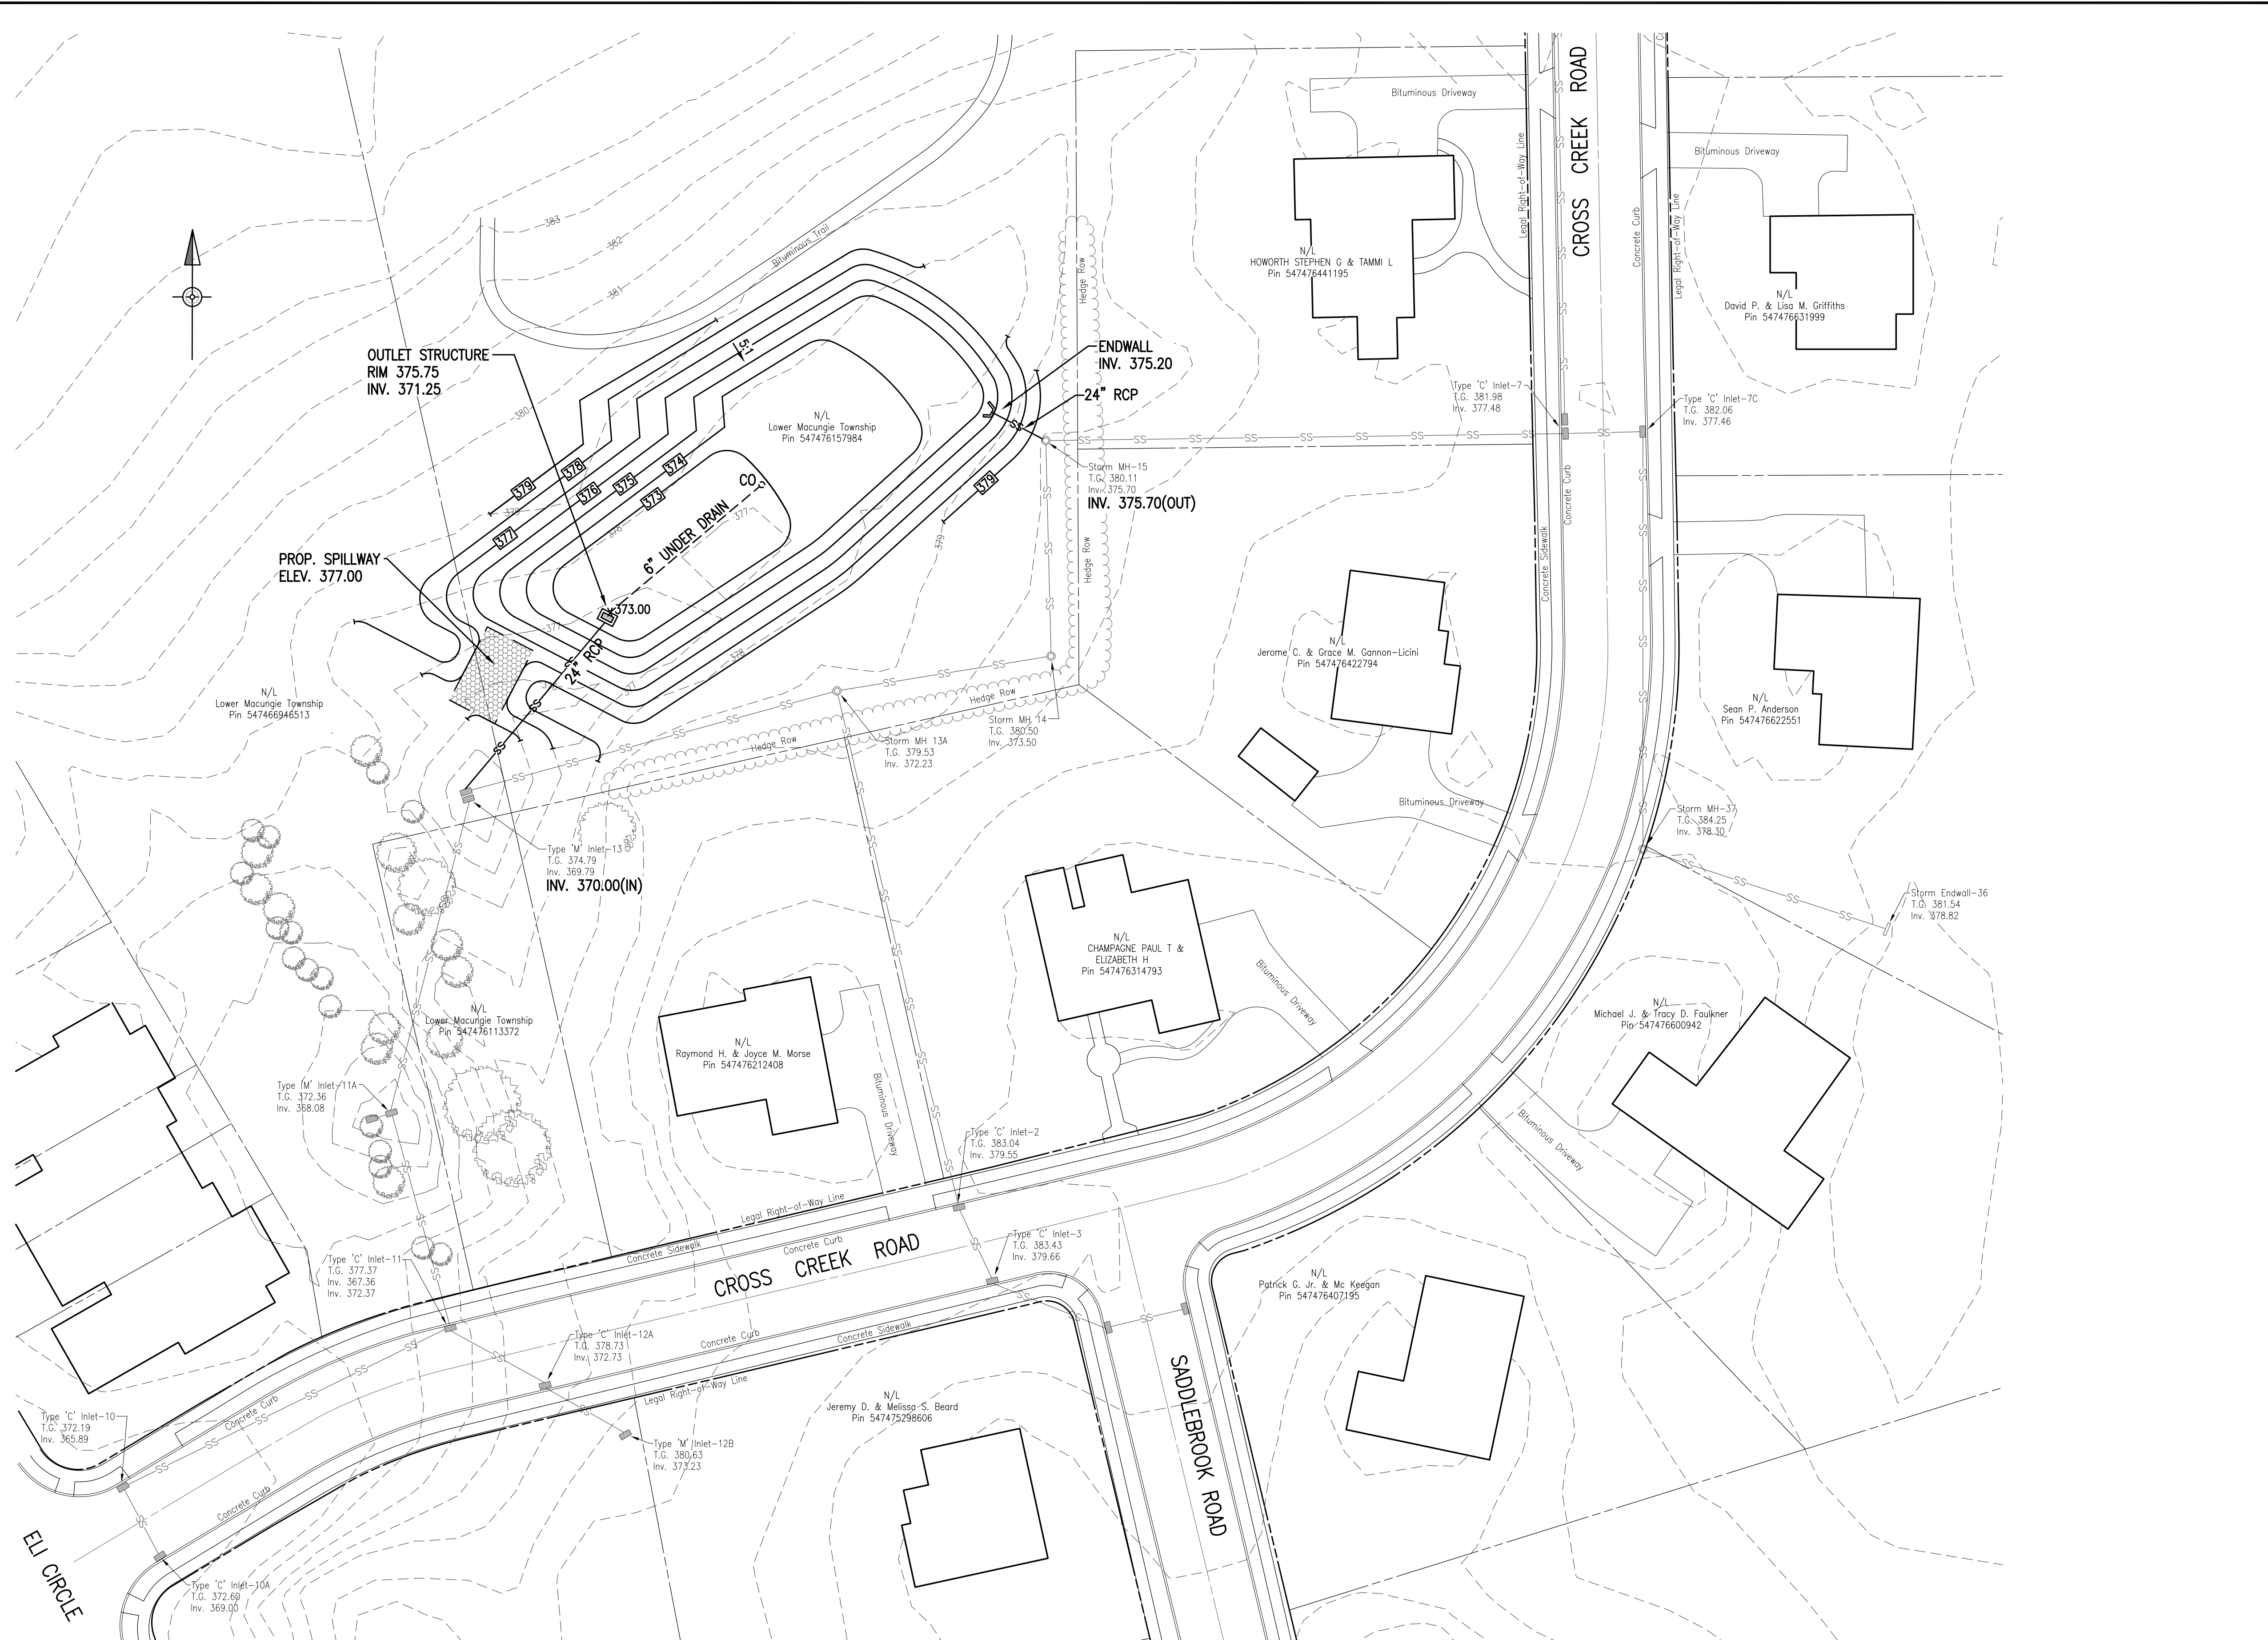 CROSS CREEK ROAD
Bituminous Driveway
Bituminous Driveway
Legal Right-of-Way Line
Legal Right-of-Way Line
Concrete Curb
383
382
381
380
Bituminous Trail
Hedge Row
N/L
HOWORTH STEPHEN G & TAMMI L
Pin 547476441195
N/L
David P. & Lisa M. Griffiths
Pin 547476631999
OUTLET STRUCTURE
RIM 375.75
INV. 371.25
5:1
ENDWALL
INV. 375.20
24" RCP
N/L
Lower Macungie Township
Pin 547476157984
Type 'C' Inlet-7
T.G. 381.98
Inv. 377.48
Type 'C' Inlet-7C
T.G. 382.06
Inv. 377.46
Storm MH-15
T.G. 380.11
Inv. 375.70
INV. 375.70(OUT)
379
378
377
376
375
374
373
379
CO
6" UNDER DRAIN
377
378
379
Hedge Row
Concrete Curb
Concrete Sidewalk
PROP. SPILLWAY
ELEV. 377.00
373.00
377
378
24" RCP
N/L
Lower Macungie Township
Pin 547466946513
N/L
Jerome C. & Grace M. Gannon-Licini
Pin 547476422794
N/L
Sean P. Anderson
Pin 547476622551
Hedge Row
Hedge Row
Storm MH 14
T.G. 380.50
Inv. 373.50
Storm MH 13A
T.G. 379.53
Inv. 372.23
Bituminous Driveway
Storm MH-37
T.G. 384.25
Inv. 378.30
Type 'M' Inlet-13
T.G. 374.79
Inv. 369.79
INV. 370.00(IN)
Storm Endwall-36
T.G. 381.54
Inv. 378.82
N/L
CHAMPAGNE PAUL T &
ELIZABETH H
Pin 547476314793
Bituminous Driveway
N/L
Lower Macungie Township
Pin 547476113372
N/L
Michael J. & Tracy D. Faulkner
Pin 547476600942
N/L
Raymond H. & Joyce M. Morse
Pin 547476212408
Bituminous Driveway
Type 'M' Inlet-11A
T.G. 372.36
Inv. 368.08
Bituminous Driveway
Type 'C' Inlet-2
T.G. 383.04
Inv. 379.55
Legal Right-of-Way Line
Concrete Sidewalk
Concrete Curb
CROSS CREEK ROAD
Type 'C' Inlet-3
T.G. 383.43
Inv. 379.66
Type 'C' Inlet-11
T.G. 377.37
Inv. 367.36
Inv. 372.37
N/L
Patrick G. Jr. & Mc Keegan
Pin 547476407195
Type 'C' Inlet-12A
T.G. 378.73
Inv. 372.73
Concrete Curb
Concrete Sidewalk
Legal Right-of-Way Line
SADDLEBROOK ROAD
N/L
Jeremy D. & Melissa S. Beard
Pin 547475298606
Concrete Curb
Type 'C' Inlet-10
T.G. 372.19
Inv. 365.89
Type 'M' Inlet-12B
T.G. 380.63
Inv. 373.23
Concrete Curb
ELI CIRCLE
Type 'C' Inlet-10A
T.G. 372.60
Inv. 369.00